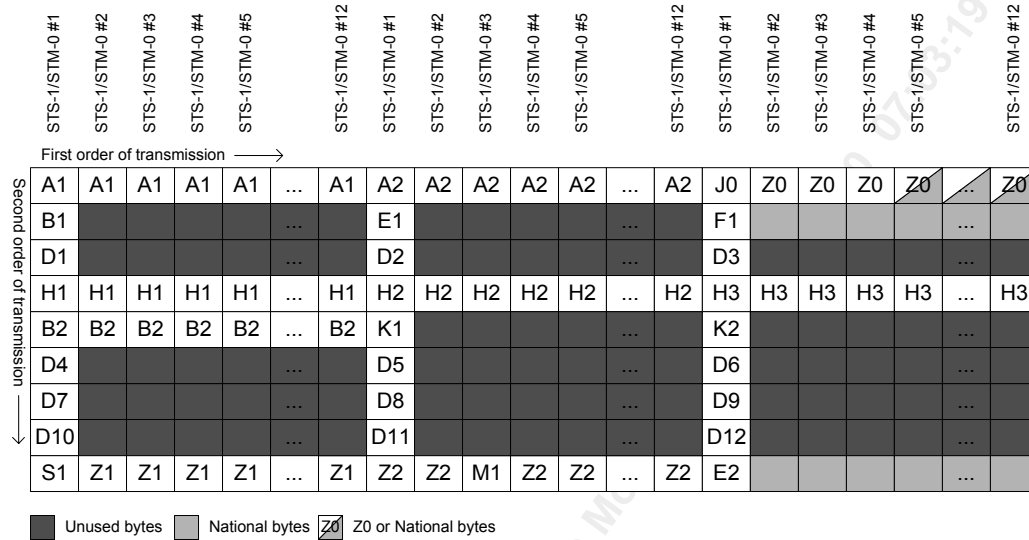 STS-1/STM-0 #1 STS-1/STM-0 #2 STS-1/STM-0 #3 STS-1/STM-0 #4 STS-1/STM-0 #5 STS-1/STM-0 #12 STS-1/STM-0 #1 STS-1/STM-0 #2 STS-1/STM-0 #3 STS-1/STM-0 #4 STS-1/STM-0 #5 STS-1/STM-0 #12 STS-1/STM-0 #1 STS-1/STM-0 #2 STS-1/STM-0 #3 STS-1/STM-0 #4 STS-1/STM-0 #5 STS-1/STM-0 #12
First order of transmission
Second order of transmission
A1 A1 A1 A1 A1 ... A1 A2 A2 A2 A2 A2 ... A2 J0 Z0 Z0 Z0 Z0 ... Z0
B1 ... E1 ... F1 ...
D1 ... D2 ... D3 ...
H1 H1 H1 H1 H1 ... H1 H2 H2 H2 H2 H2 ... H2 H3 H3 H3 H3 H3 ... H3
B2 B2 B2 B2 B2 ... B2 K1 ... K2 ...
D4 ... D5 ... D6 ...
D7 ... D8 ... D9 ...
D10 ... D11 ... D12 ...
S1 Z1 Z1 Z1 Z1 ... Z1 Z2 Z2 M1 Z2 Z2 ... Z2 E2 ...
Unused bytes National bytes Z0 Z0 or National bytes
07:03:19